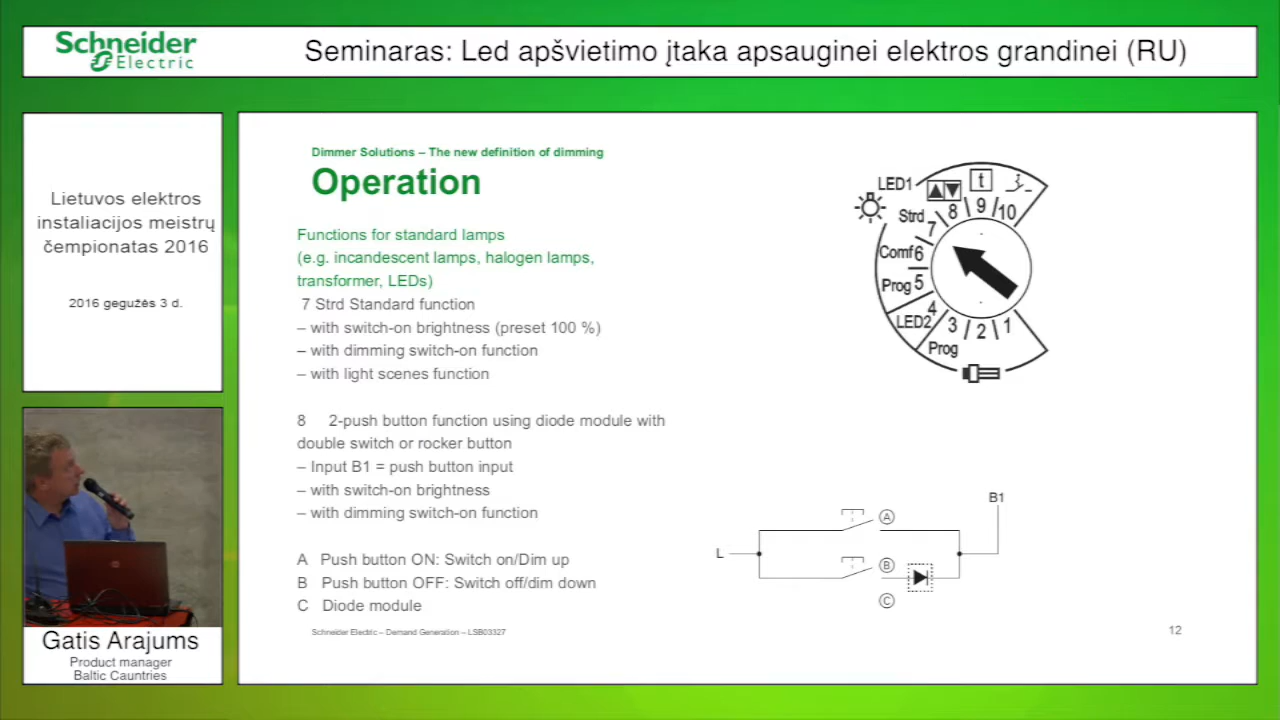 Schneider
Electric
Seminaras: Led apšvietimo įtaka apsauginei elektros grandinei (RU)
Lietuvos elektros
instaliacijos meistrų
čempionatas 2016
2016 gegužės 3 d.
Gatis Arajums
Product manager
Baltic Cauntries
Dimmer Solutions – The new definition of dimming
Operation
Functions for standard lamps
(e.g. incandescent lamps, halogen lamps,
transformer, LEDs)
7 Strd Standard function
– with switch-on brightness (preset 100 %)
– with dimming switch-on function
– with light scenes function
8 2-push button function using diode module with
double switch or rocker button
– Input B1 = push button input
– with switch-on brightness
– with dimming switch-on function
A Push button ON: Switch on/Dim up
B Push button OFF: Switch off/dim down
C Diode module
Schneider Electric – Demand Generation – LSB03327
LED1
t
Strd
7
8
9
10
Comf 6
Prog 5
4
LED2
3
2
1
Prog
B1
A
L
B
C
12